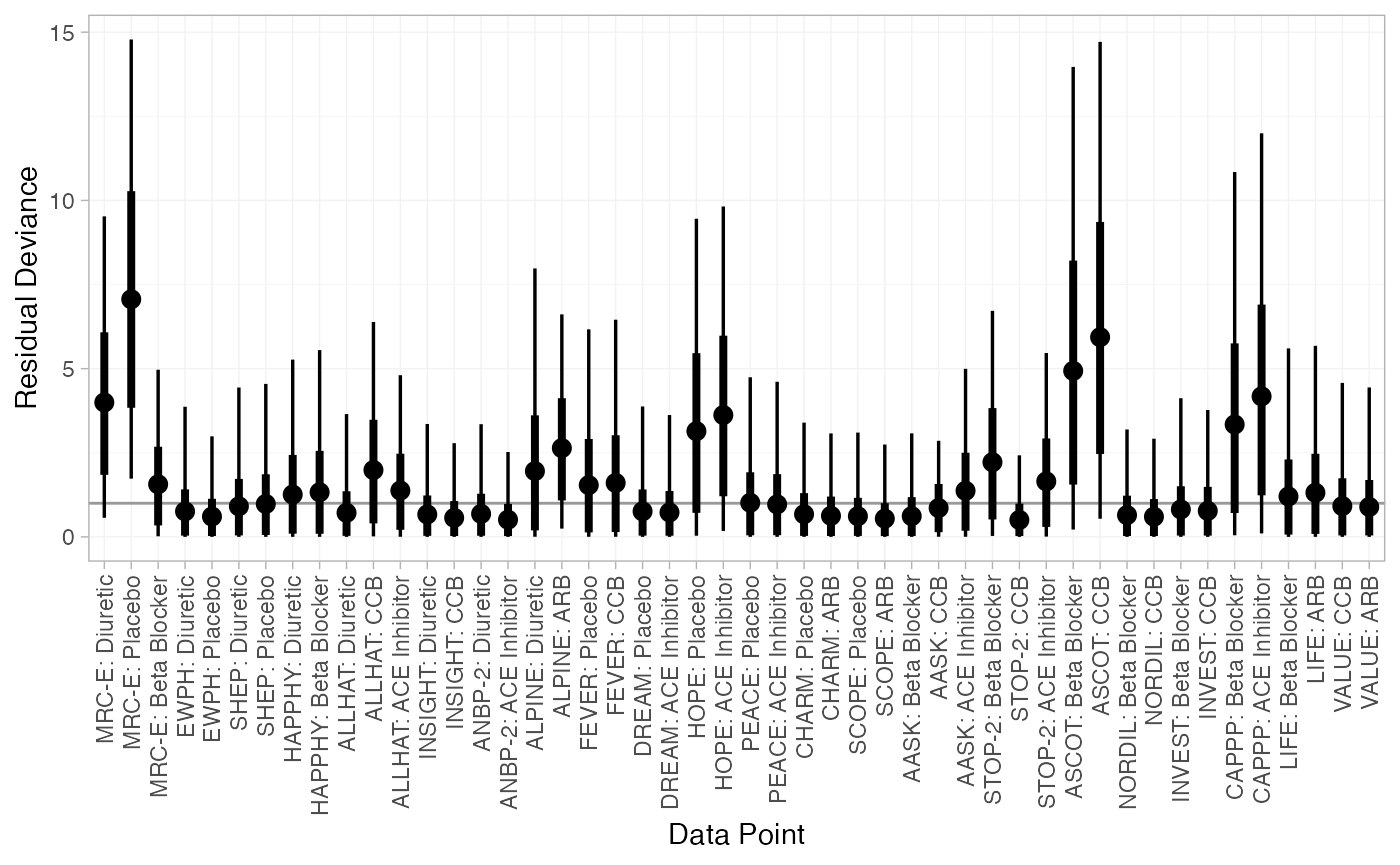 Residual Deviance
15
10
5
0
MRC-E: Diuretic
MRC-E: Placebo
MRC-E: Beta Blocker
EWPH: Diuretic
EWPH: Placebo
SHEP: Diuretic
SHEP: Placebo
HAPPHY: Diuretic
HAPPHY: Beta Blocker
ALLHAT: Diuretic
ALLHAT: CCB
ALLHAT: ACE Inhibitor
INSIGHT: Diuretic
INSIGHT: CCB
ANBP-2: Diuretic
ANBP-2: ACE Inhibitor
ALPINE: Diuretic
ALPINE: ARB
FEVER: Placebo
FEVER: CCB
DREAM: Placebo
DREAM: ACE Inhibitor
HOPE: Placebo
HOPE: ACE Inhibitor
PEACE: Placebo
PEACE: ACE Inhibitor
CHARM: Placebo
CHARM: ARB
SCOPE: Placebo
SCOPE: ARB
AASK: Beta Blocker
AASK: CCB
AASK: ACE Inhibitor
STOP-2: Beta Blocker
STOP-2: CCB
STOP-2: ACE Inhibitor
ASCOT: Beta Blocker
ASCOT: CCB
NORDIL: Beta Blocker
NORDIL: CCB
INVEST: Beta Blocker
INVEST: CCB
CAPPP: Beta Blocker
CAPPP: ACE Inhibitor
LIFE: Beta Blocker
LIFE: ARB
VALUE: CCB
VALUE: ARB
Data Point